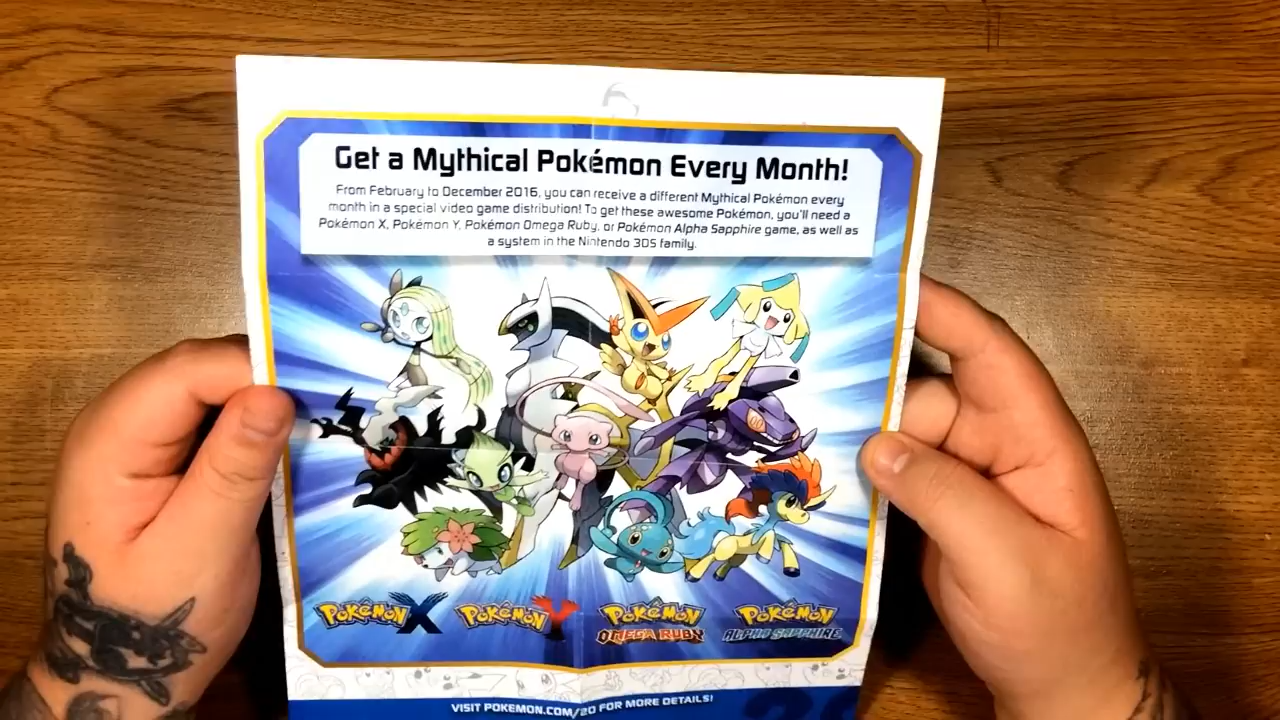 Get a Mythical Pokémon Every Month!
From February to December 2016, you can receive a different Mythical Pokémon every
month in a special video game distribution! To get these awesome Pokémon, you'll need a
Pokémon X, Pokémon Y, Pokémon Omega Ruby, or Pokémon Alpha Sapphire game, as well as
a system in the Nintendo 3DS family.
POKéMON X POKéMON Y POKéMON POKéMON
OMEGA RUBY ALPHA SAPPHIRE
VISIT POKEMON.COM/20 FOR MORE DETAILS!